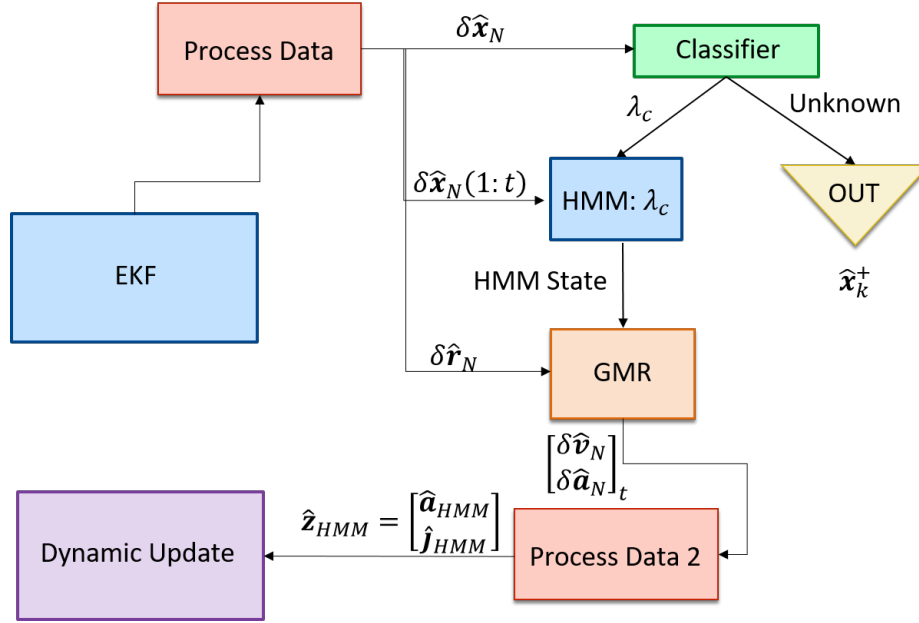 Process Data
δx̂_N
Classifier
λ_c
Unknown
δx̂_N(1:t)
HMM: λ_c
OUT
EKF
HMM State
x̂_k^+
δr̂_N
GMR
[δv̂_N
δâ_N]_t
ẑ_HMM = [â_HMM
ĵ_HMM]
Dynamic Update
Process Data 2